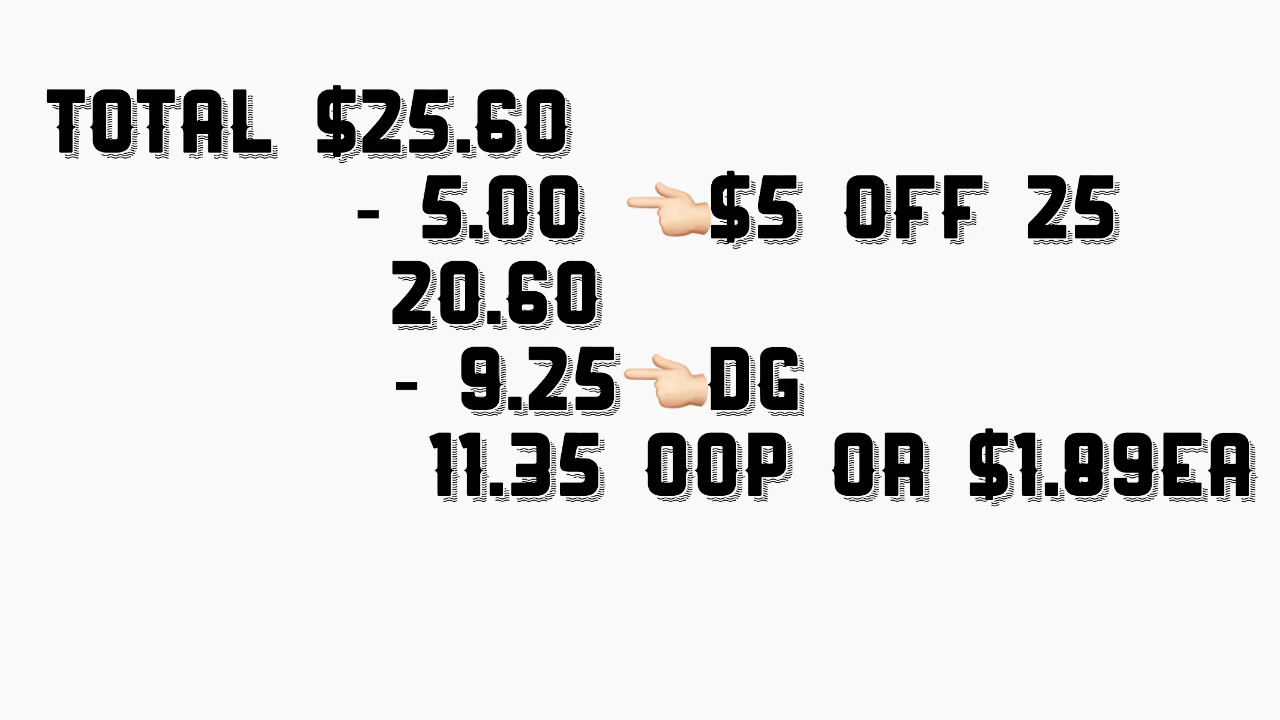 TOTAL $25.60
- 5.00 👈🏻$5 OFF 25
20.60
- 9.25👈🏻DG
11.35 OOP OR $1.89EA